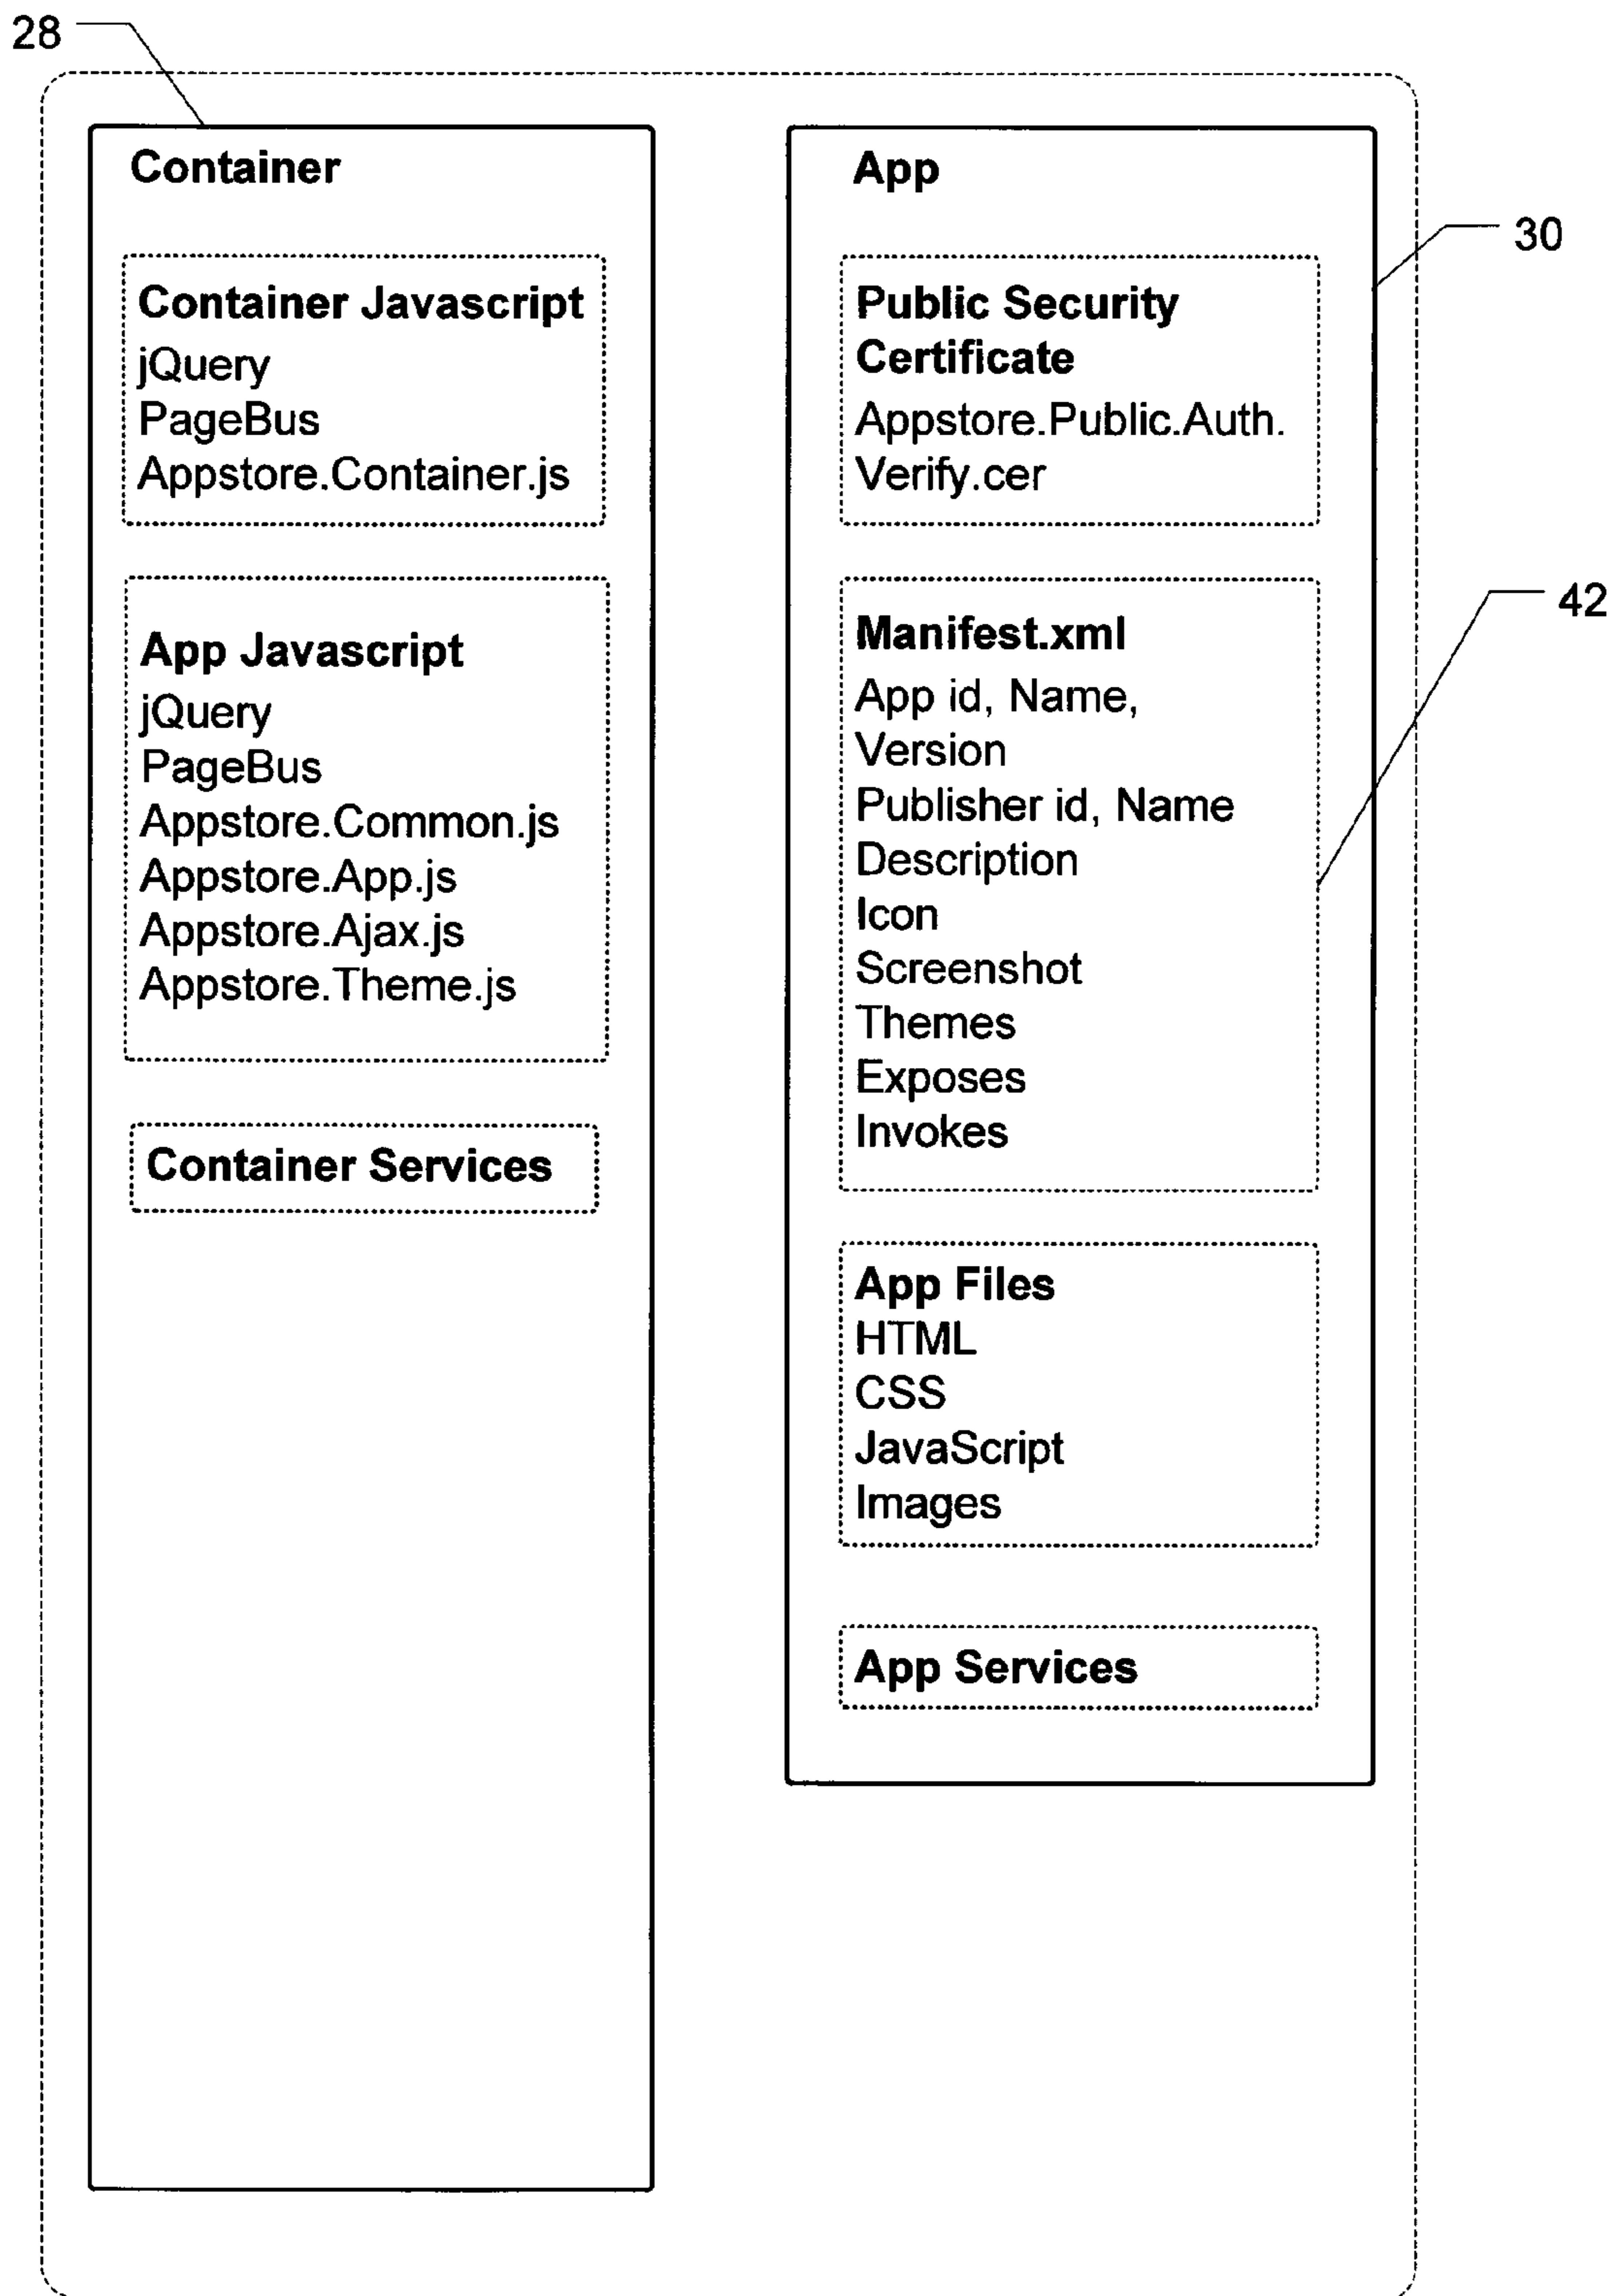 28
Container
Container Javascript
jQuery
PageBus
Appstore.Container.js
App Javascript
jQuery
PageBus
Appstore.Common.js
Appstore.App.js
Appstore.Ajax.js
Appstore.Theme.js
Container Services
App
30
Public Security
Certificate
Appstore.Public.Auth.
Verify.cer
42
Manifest.xml
App id, Name,
Version
Publisher id, Name
Description
Icon
Screenshot
Themes
Exposes
Invokes
App Files
HTML
CSS
JavaScript
Images
App Services